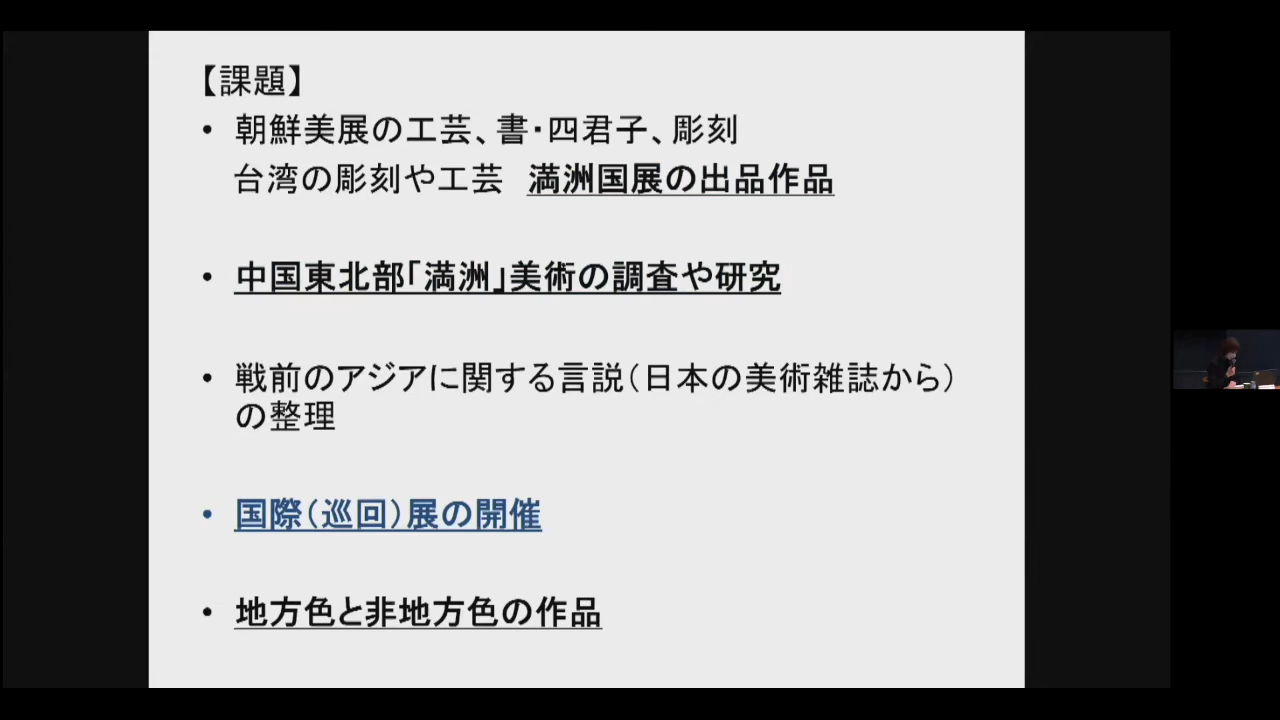 【課題】
• 朝鮮美展の工芸、書・四君子、彫刻
台湾の彫刻や工芸　満洲国展の出品作品
• 中国東北部「満洲」美術の調査や研究
• 戦前のアジアに関する言説（日本の美術雑誌から）
の整理
• 国際（巡回）展の開催
• 地方色と非地方色の作品